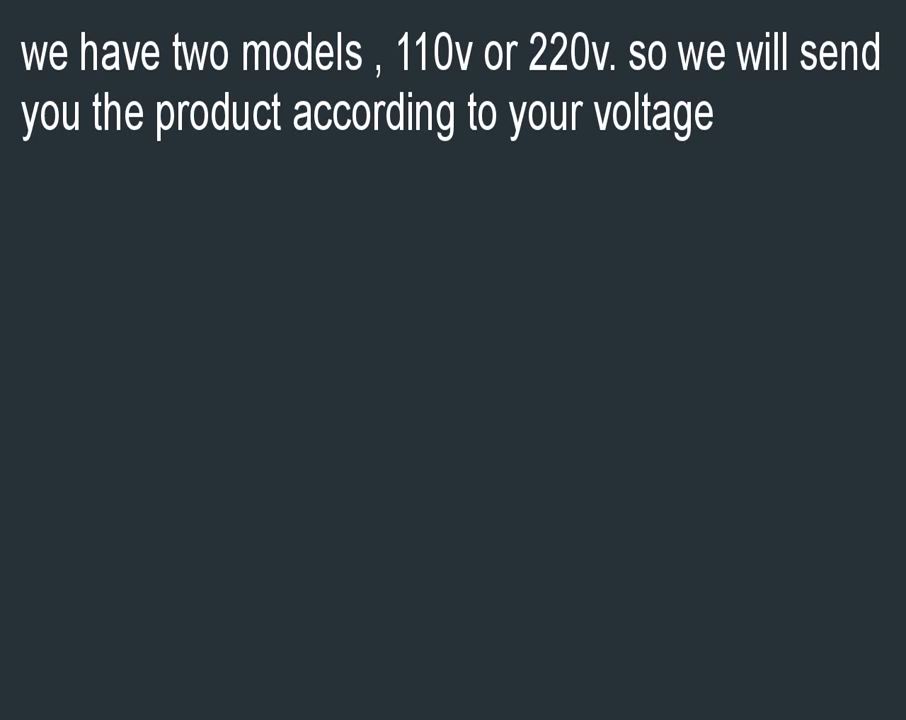 we have two models , 110v or 220v. so we will send
you the product according to your voltage